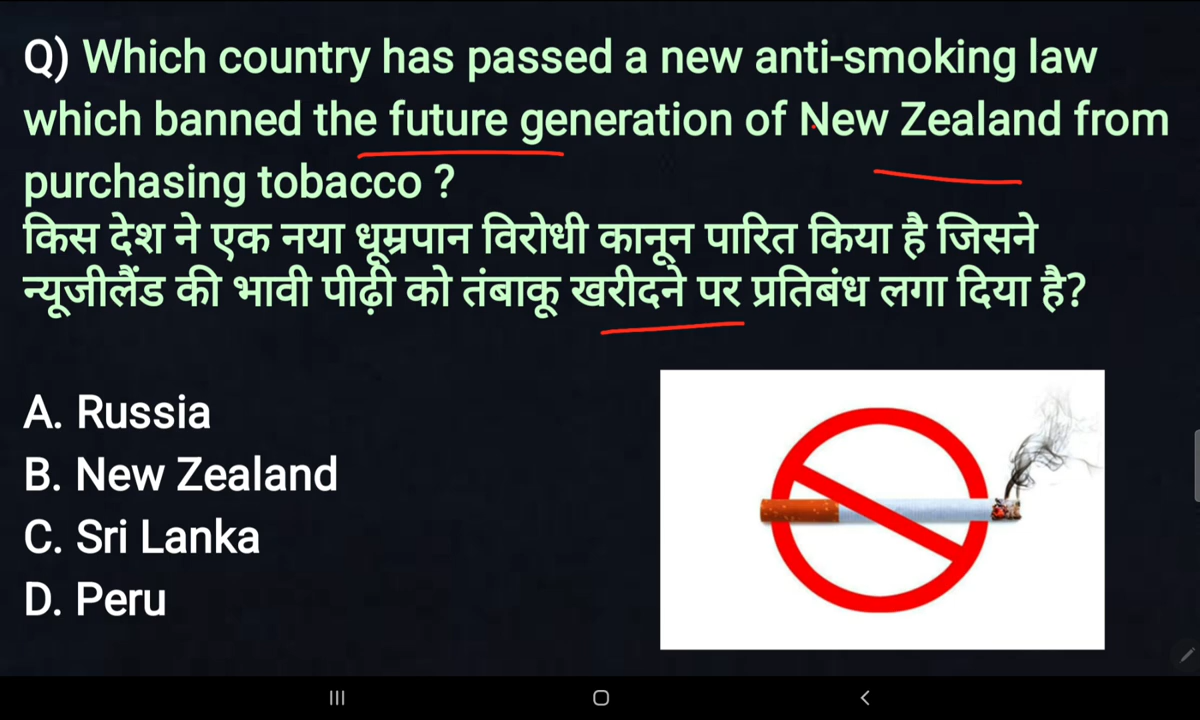 Q) Which country has passed a new anti-smoking law
which banned the future generation of New Zealand from
purchasing tobacco ?
किस देश ने एक नया धूम्रपान विरोधी कानून पारित किया है जिसने
न्यूजीलैंड की भावी पीढ़ी को तंबाकू खरीदने पर प्रतिबंध लगा दिया है?
A. Russia
B. New Zealand
C. Sri Lanka
D. Peru